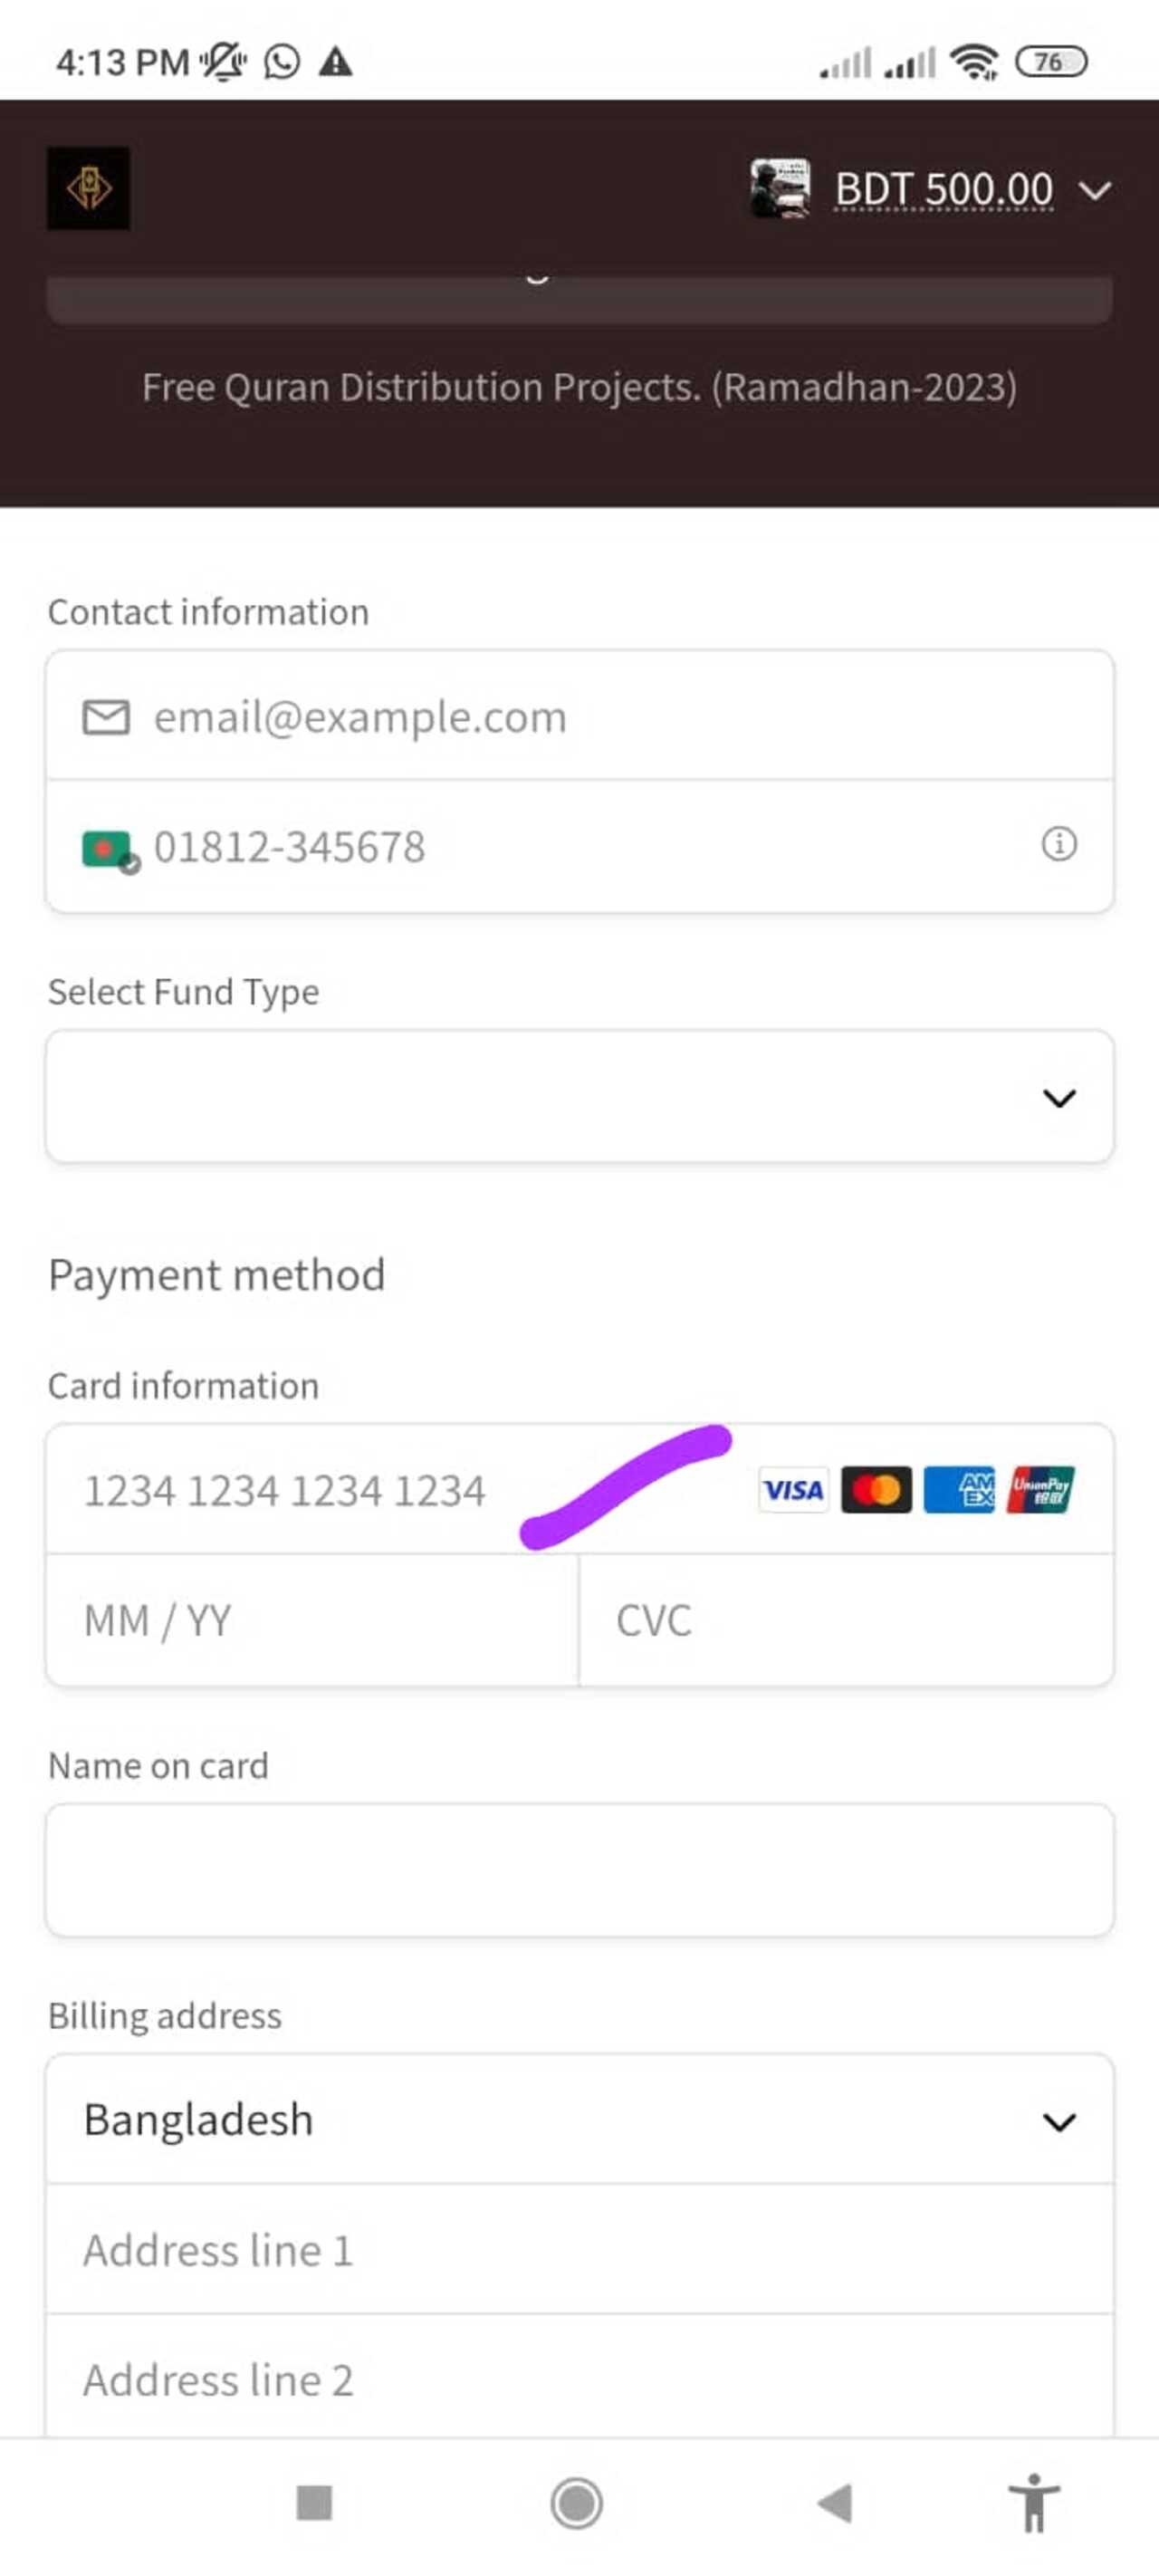 4:13 PM
76
BDT 500.00
Free Quran Distribution Projects. (Ramadhan-2023)
Contact information
email@example.com
01812-345678
Select Fund Type
Payment method
Card information
1234 1234 1234 1234
VISA
AM
EX
UnionPay
银联
MM / YY
CVC
Name on card
Billing address
Bangladesh
Address line 1
Address line 2